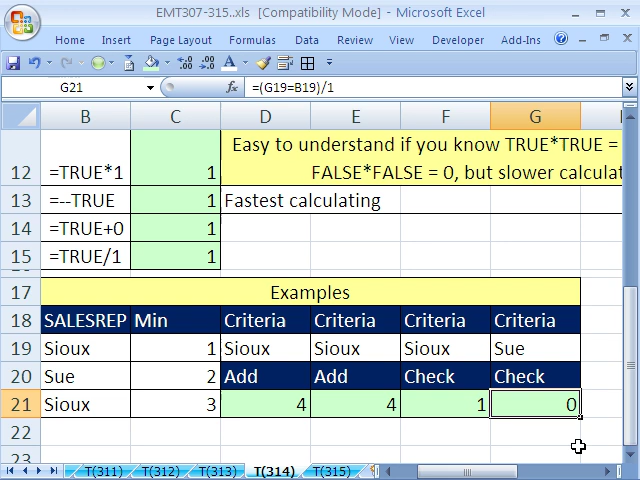 EMT307-315..xls [Compatibility Mode] - Microsoft Excel
Home Insert Page Layout Formulas Data Review View Developer Add-Ins
G21 fx =(G19=B19)/1
B C D E F G
Easy to understand if you know TRUE*TRUE =
12 =TRUE*1 1 FALSE*FALSE = 0, but slower calculat
13 =--TRUE 1 Fastest calculating
14 =TRUE+0 1
15 =TRUE/1 1
17 Examples
18 SALESREP Min Criteria Criteria Criteria Criteria
19 Sioux 1 Sioux Sioux Sioux Sue
20 Sue 2 Add Add Check Check
21 Sioux 3 4 4 1 0
22
23
T(311) T(312) T(313) T(314) T(315)